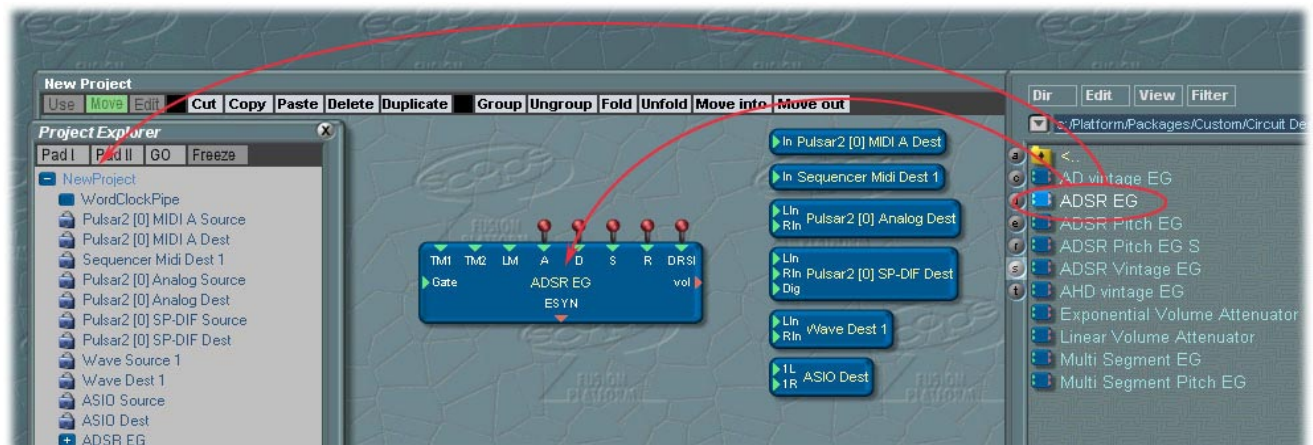 New Project
Use Move Edit Cut Copy Paste Delete Duplicate Group Ungroup Fold Unfold Move into Move out
Project Explorer
Pad I Pad II GO Freeze
NewProject
WordClockPipe
Pulsar2 [0] MIDI A Source
Pulsar2 [0] MIDI A Dest
Sequencer Midi Dest 1
Pulsar2 [0] Analog Source
Pulsar2 [0] Analog Dest
Pulsar2 [0] SP-DIF Source
Pulsar2 [0] SP-DIF Dest
Wave Source 1
Wave Dest 1
ASIO Source
ASIO Dest
ADSR EG
TM1 TM2 LM A D S R DRSI
Gate ADSR EG vol
ESYN
In Pulsar2 [0] MIDI A Dest
In Sequencer Midi Dest 1
LIn
RIn Pulsar2 [0] Analog Dest
LIn
RIn Pulsar2 [0] SP-DIF Dest
Dig
LIn
RIn Wave Dest 1
1L
1R ASIO Dest
Dir Edit View Filter
c:/Platform/Packages/Custom/Circuit De
a <..
c AD vintage EG
ADSR EG
e ADSR Pitch EG
r ADSR Pitch EG S
s ADSR Vintage EG
t AHD vintage EG
Exponential Volume Attenuator
Linear Volume Attenuator
Multi Segment EG
Multi Segment Pitch EG